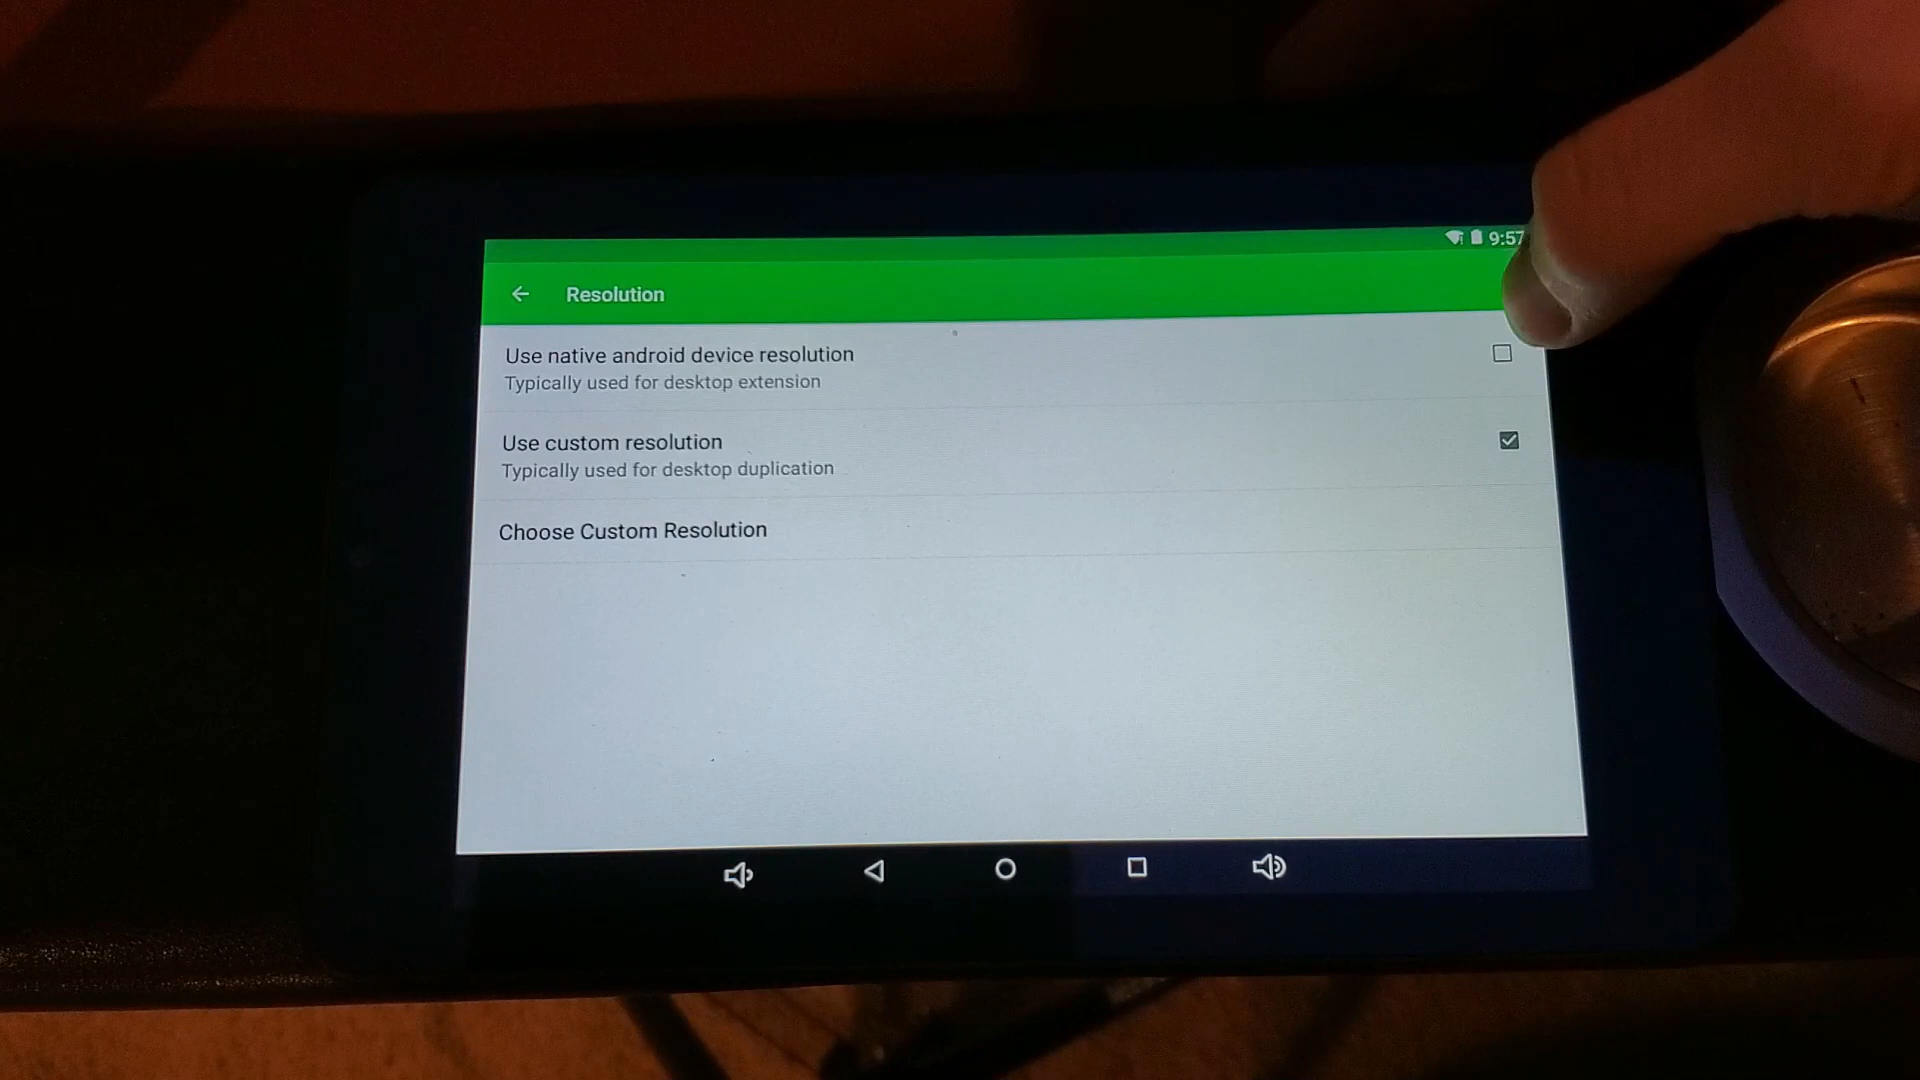 9:57
Resolution
Use native android device resolution
Typically used for desktop extension
Use custom resolution
Typically used for desktop duplication
Choose Custom Resolution